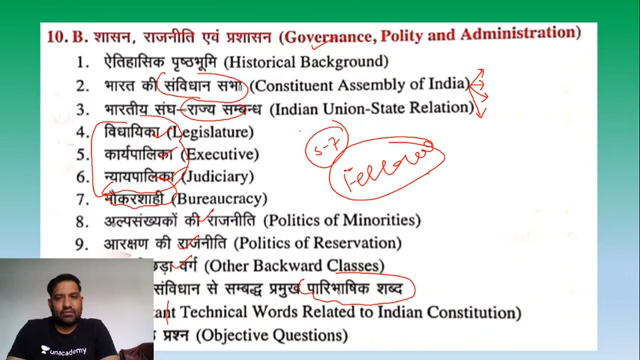 10. B. शासन, राजनीति एवं प्रशासन (Governance, Polity and Administration)
1. ऐतिहासिक पृष्ठभूमि (Historical Background)
2. भारत की संविधान सभा (Constituent Assembly of India)
3. भारतीय संघ-राज्य सम्बन्ध (Indian Union-State Relation)
4. विधायिका (Legislature)
5. कार्यपालिका (Executive)
6. न्यायपालिका (Judiciary)
7. नौकरशाही (Bureaucracy)
5-7
8. अल्पसंख्यकों की राजनीति (Politics of Minorities)
9. आरक्षण की राजनीति (Politics of Reservation)
वर्ग (Other Backward Classes)
संविधान से सम्बद्ध प्रमुख पारिभाषिक शब्द
Technical Words Related to Indian Constitution)
प्रश्न (Objective Questions)
unacademy